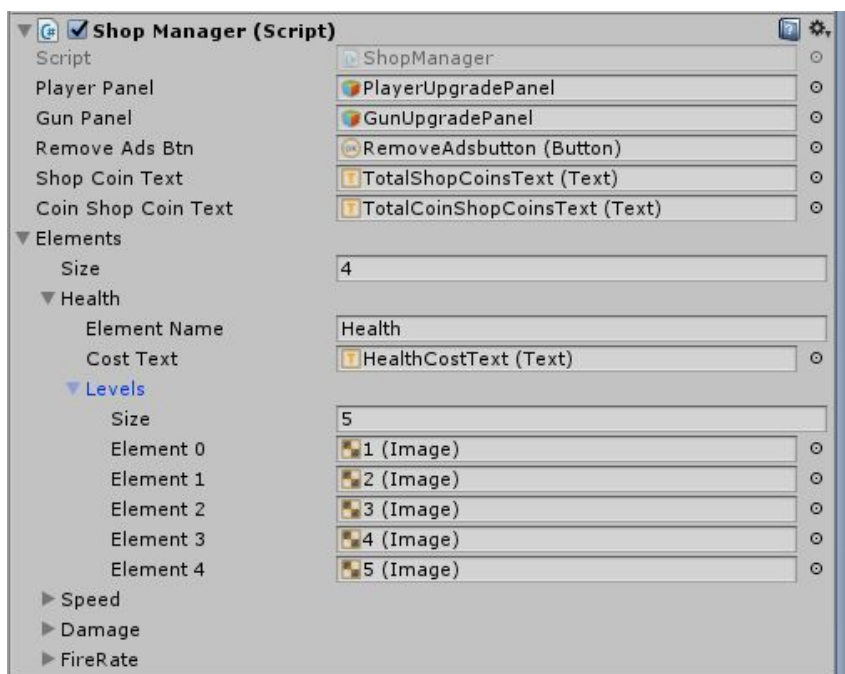 Shop Manager (Script)
Script ShopManager
Player Panel PlayerUpgradePanel
Gun Panel GunUpgradePanel
Remove Ads Btn RemoveAdsbutton (Button)
Shop Coin Text TotalShopCoinsText (Text)
Coin Shop Coin Text TotalCoinShopCoinsText (Text)
Elements
Size 4
Health
Element Name Health
Cost Text HealthCostText (Text)
Levels
Size 5
Element 0 1 (Image)
Element 1 2 (Image)
Element 2 3 (Image)
Element 3 4 (Image)
Element 4 5 (Image)
Speed
Damage
FireRate